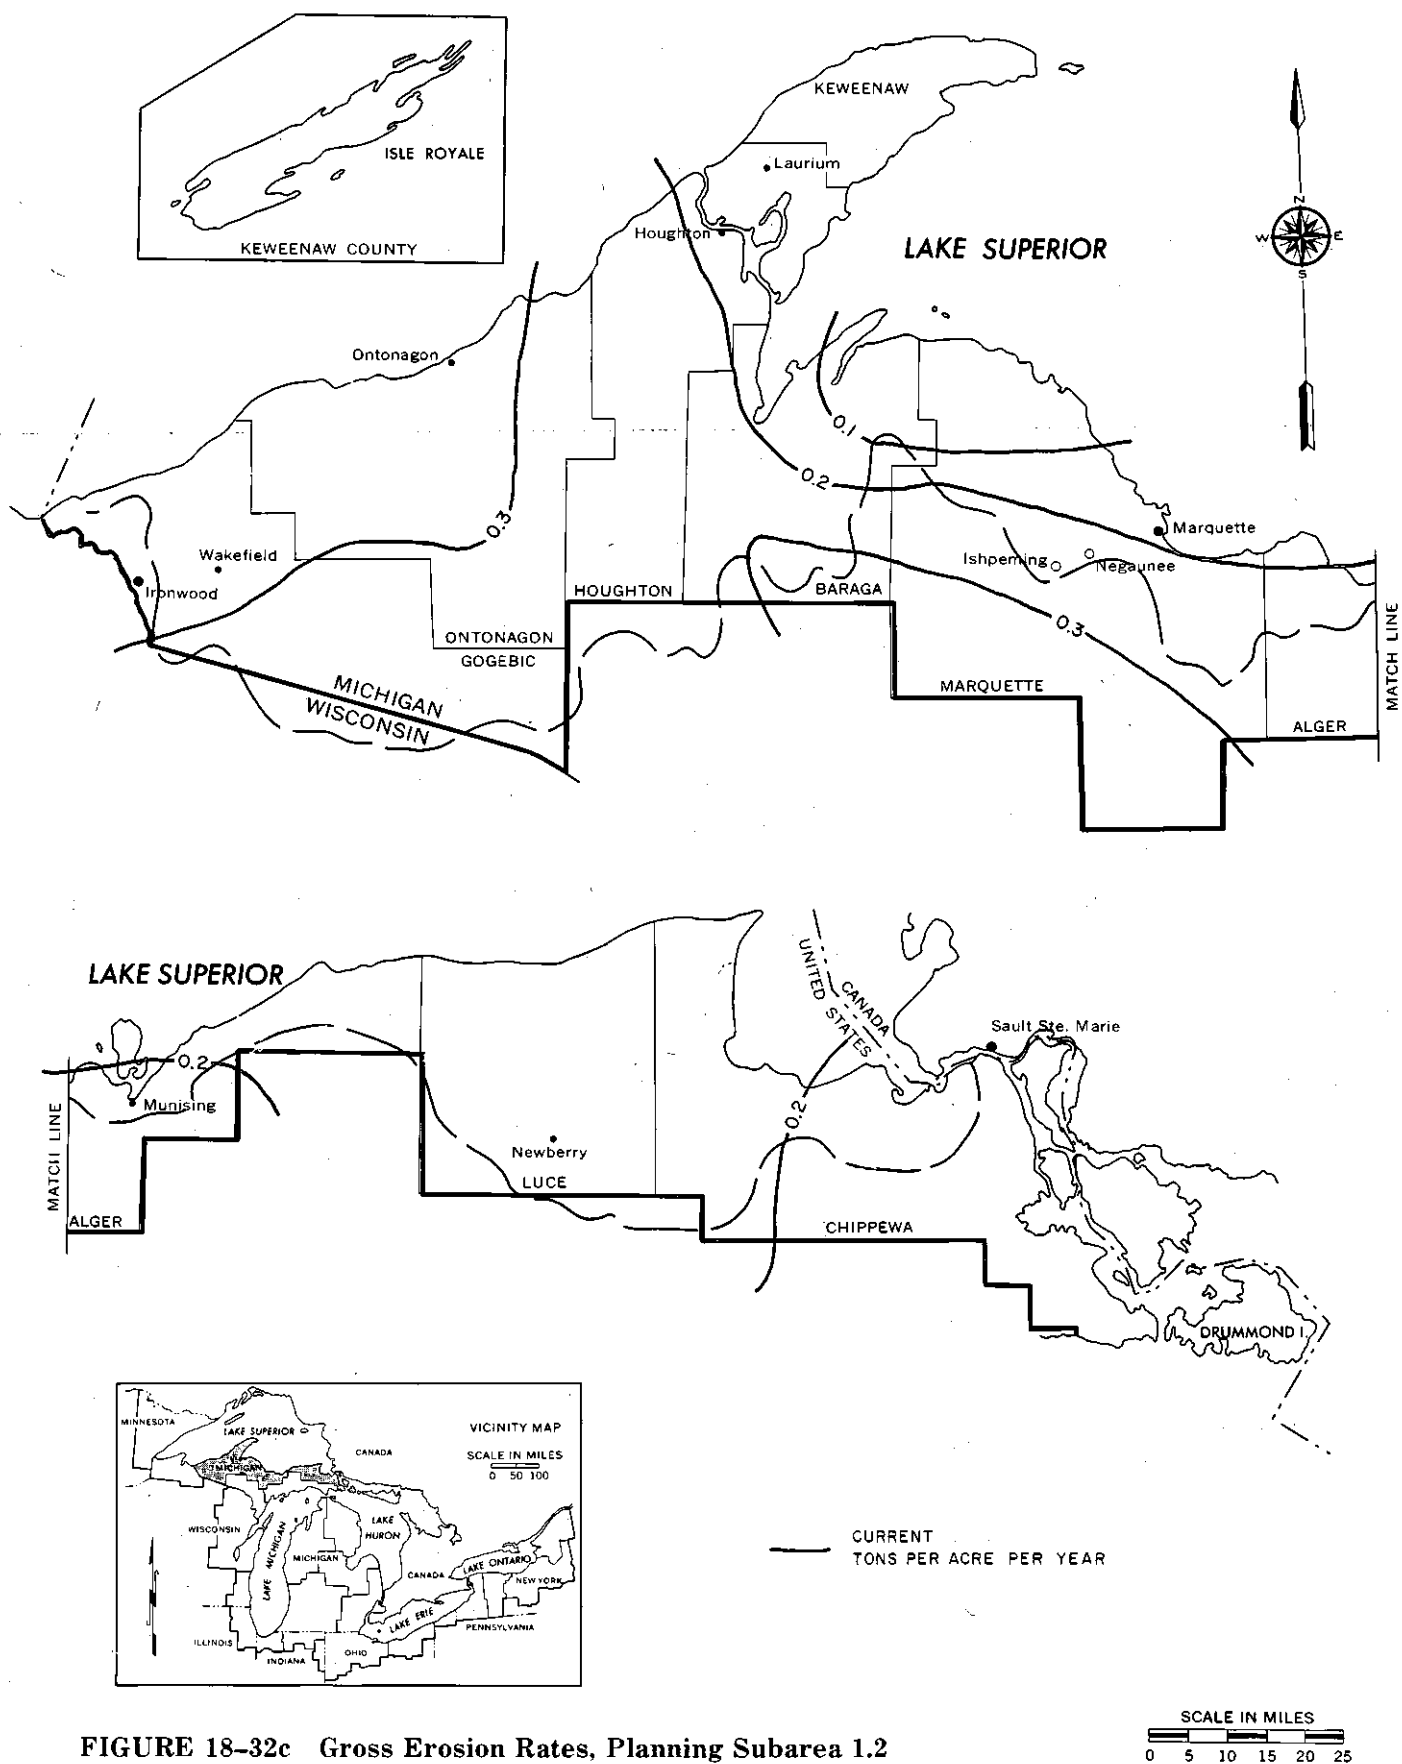 KEWEENAW
ISLE ROYALE
KEWEENAW COUNTY
Laurium
Houghton
LAKE SUPERIOR
N
W
E
S
Ontonagon
0.1
0.2
0.3
Marquette
Ishpeming
Negaunee
Wakefield
Ironwood
HOUGHTON
BARAGA
0.3
ONTONAGON
GOGEBIC
MICHIGAN
WISCONSIN
MARQUETTE
ALGER
MATCH LINE
LAKE SUPERIOR
UNITED STATES
CANADA
Sault Ste. Marie
0.2
Munising
0.2
Newberry
LUCE
MATCH LINE
ALGER
CHIPPEWA
DRUMMOND I.
VICINITY MAP
SCALE IN MILES
0 50 100
MINNESOTA
LAKE SUPERIOR
CANADA
MICHIGAN
WISCONSIN
LAKE MICHIGAN
LAKE HURON
MICHIGAN
CANADA
LAKE ONTARIO
NEW YORK
LAKE ERIE
PENNSYLVANIA
ILLINOIS
INDIANA
OHIO
CURRENT
TONS PER ACRE PER YEAR
SCALE IN MILES
0 5 10 15 20 25
FIGURE 18–32c Gross Erosion Rates, Planning Subarea 1.2